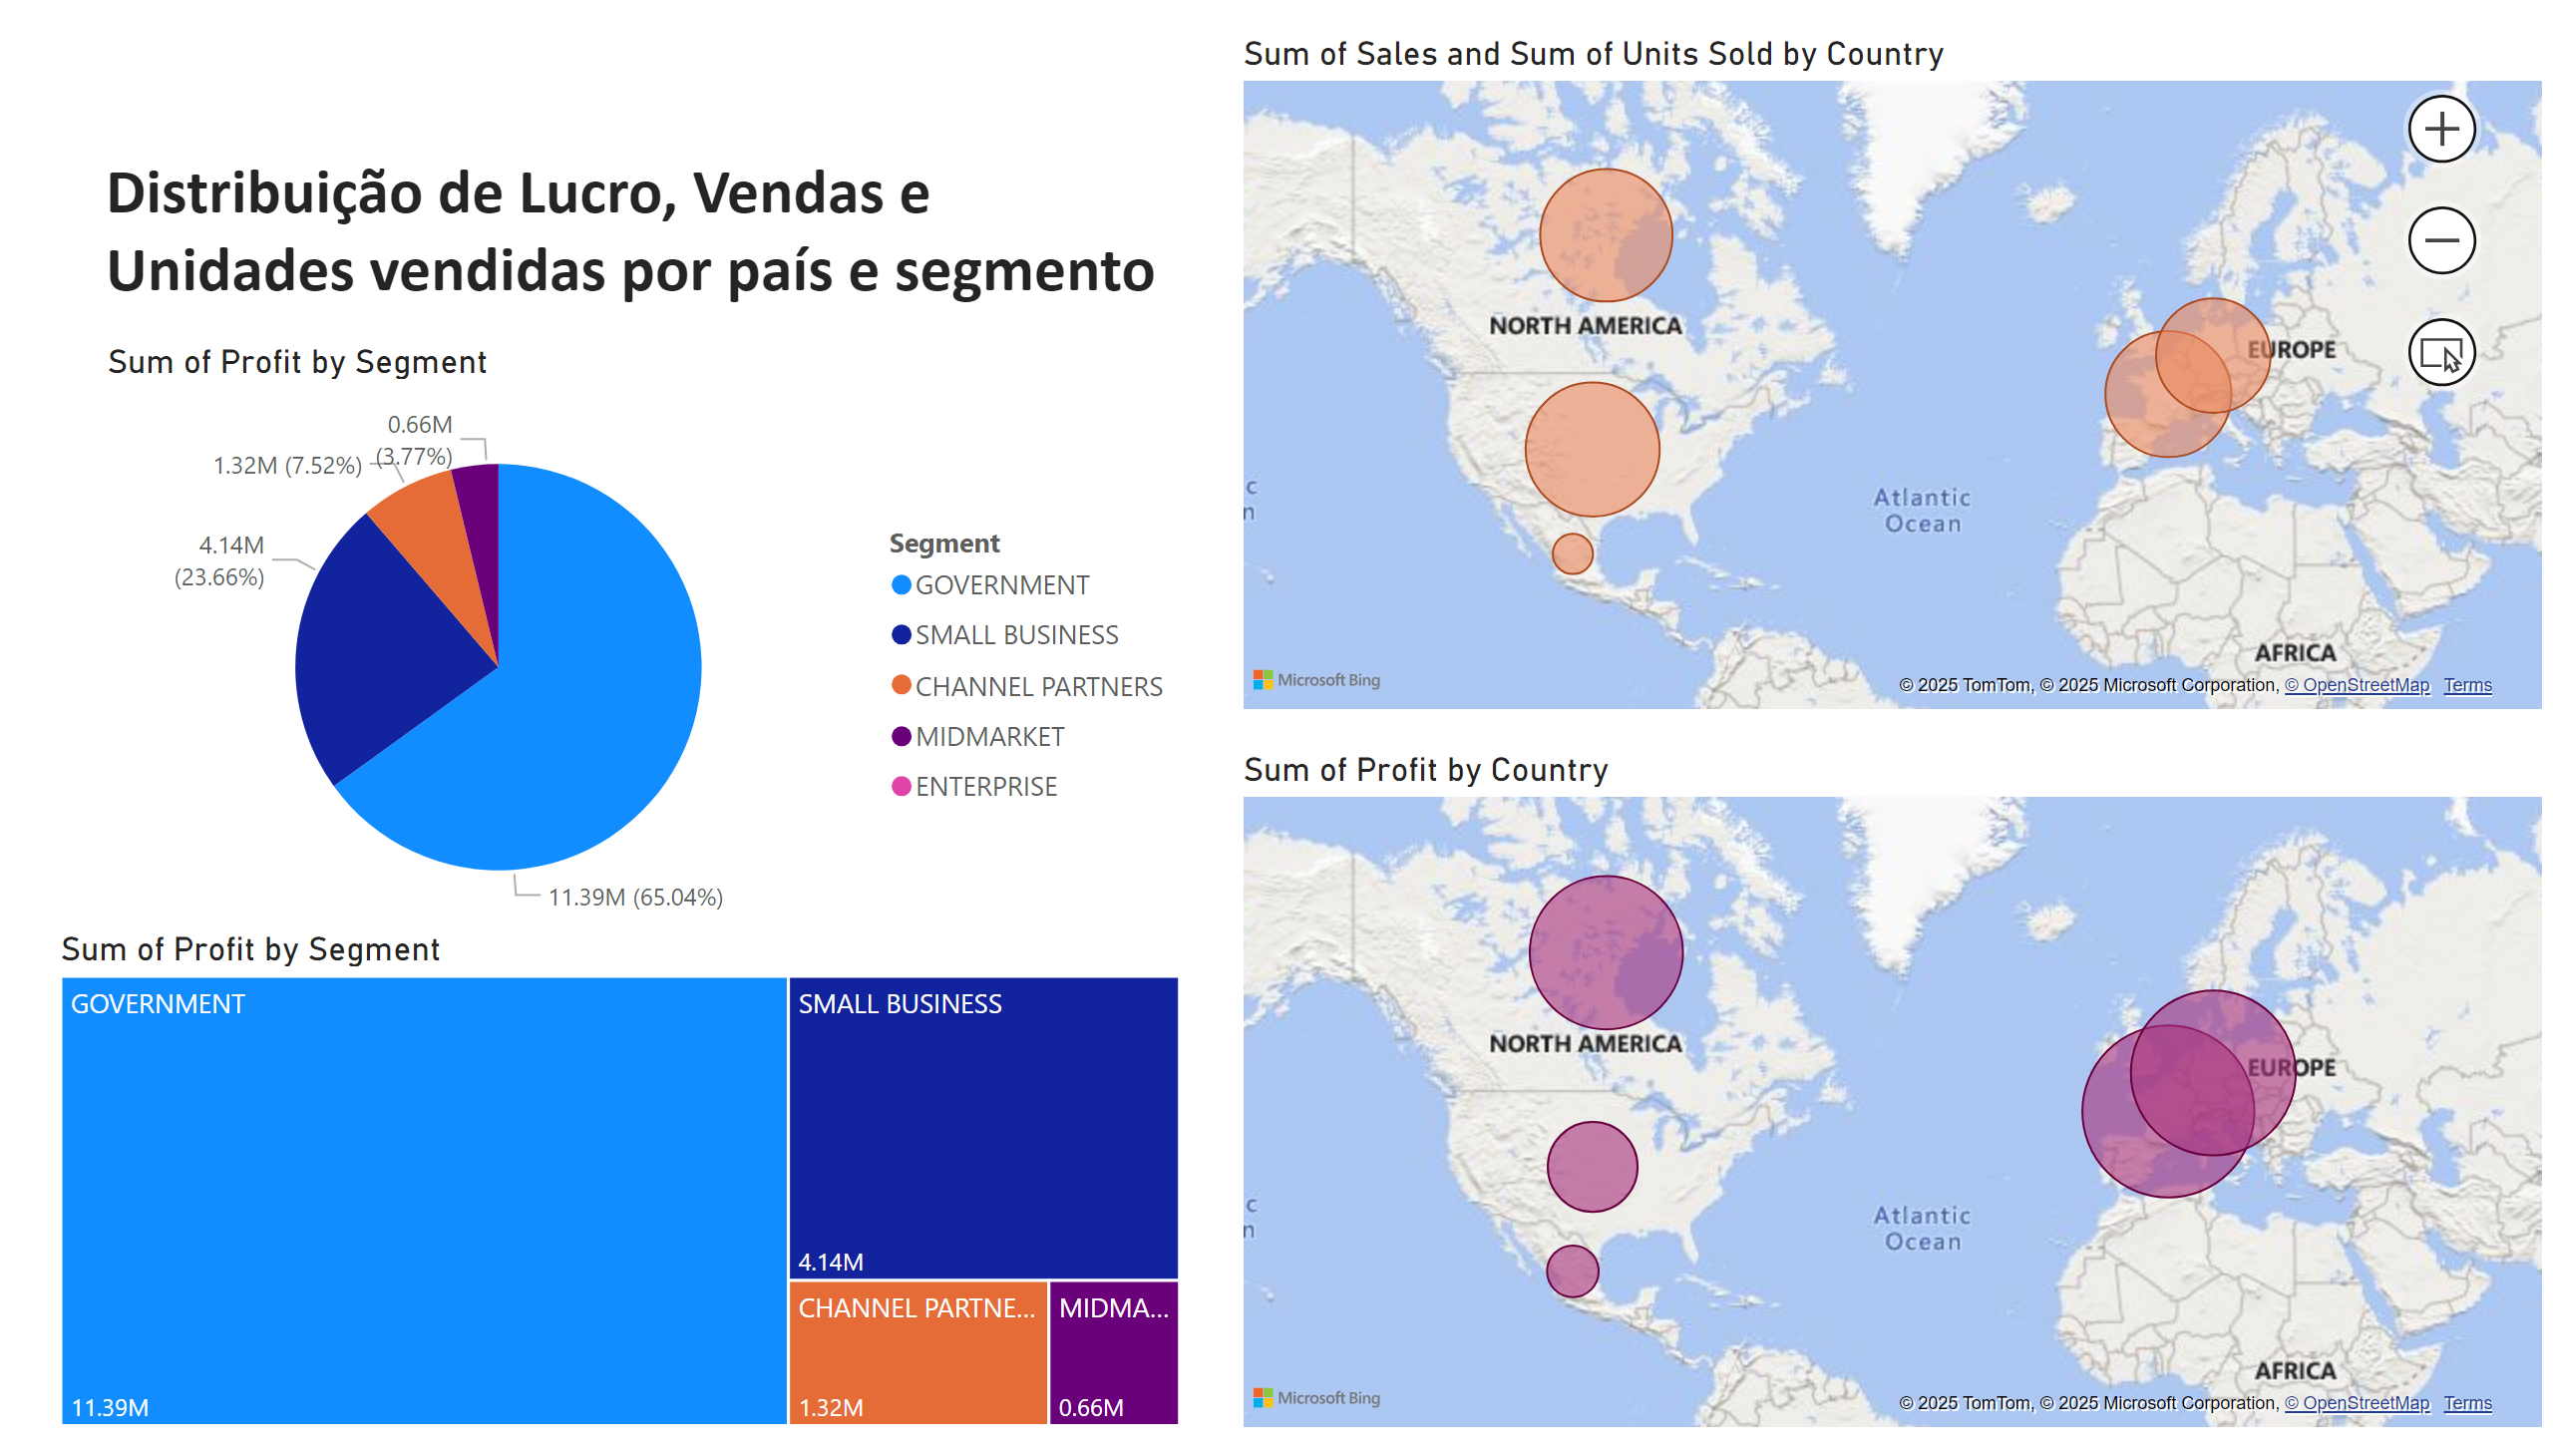 Distribuição de Lucro, Vendas e
Unidades vendidas por país e segmento
Sum of Profit by Segment
0.66M
(3.77%)
1.32M (7.52%)
4.14M
(23.66%)
11.39M (65.04%)
Segment
GOVERNMENT
SMALL BUSINESS
CHANNEL PARTNERS
MIDMARKET
ENTERPRISE
Sum of Profit by Segment
GOVERNMENT
11.39M
SMALL BUSINESS
4.14M
CHANNEL PARTNE...
1.32M
MIDMA...
0.66M
Sum of Sales and Sum of Units Sold by Country
NORTH AMERICA
EUROPE
c
n
Atlantic
Ocean
AFRICA
Microsoft Bing
© 2025 TomTom, © 2025 Microsoft Corporation, © OpenStreetMap Terms
Sum of Profit by Country
NORTH AMERICA
EUROPE
c
n
Atlantic
Ocean
AFRICA
Microsoft Bing
© 2025 TomTom, © 2025 Microsoft Corporation, © OpenStreetMap Terms